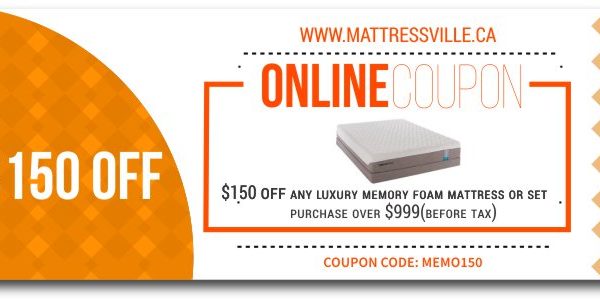 WWW.MATTRESSVILLE.CA
ONLINECOUPON
150 OFF
$150 OFF ANY LUXURY MEMORY FOAM MATTRESS OR SET
PURCHASE OVER $999(BEFORE TAX)
COUPON CODE: MEMO150